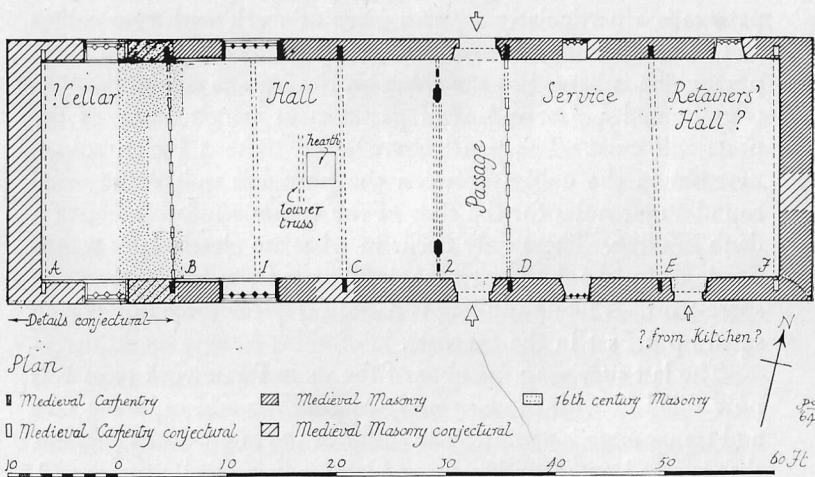 ?Cellar
Hall
Passage
Service
Retainers'
Hall?
hearth
C'
louver
truss
A
B
1
C
2
D
E
F
←Details conjectural→
? from Kitchen?
N
Plan
Medieval Carpentry
Medieval Masonry
16th century Masonry
Medieval Carpentry conjectural
Medieval Masonry conjectural
10
0
10
20
30
40
50
60 Ft